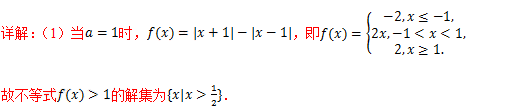 详解:(1)当a = 1时,f(x) = |x + 1| − |x − 1|,即f(x) = { −2, x ≤ −1, 2x, −1 < x < 1, 2, x ≥ 1.
故不等式f(x) > 1的解集为{x|x > 1/2}.